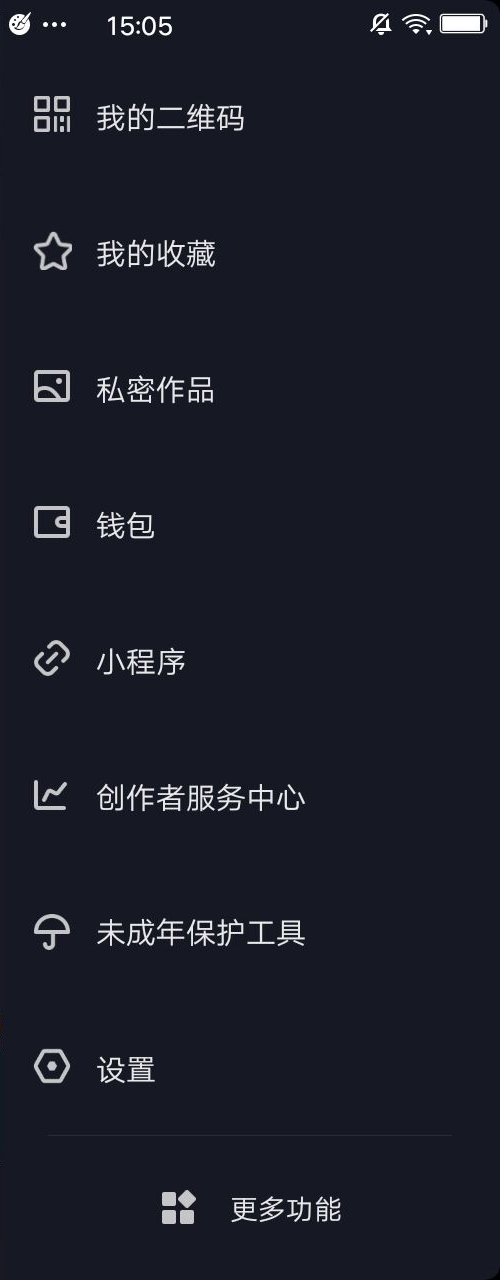 15:05
我的二维码
我的收藏
私密作品
钱包
小程序
创作者服务中心
未成年保护工具
设置
更多功能